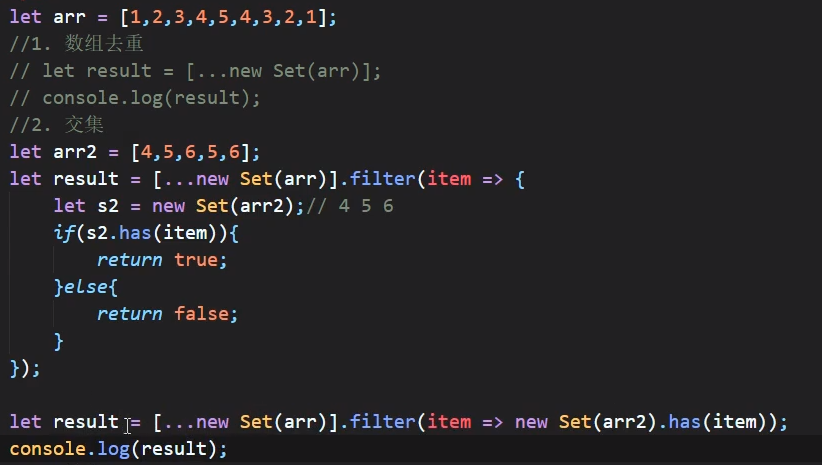 let arr = [1,2,3,4,5,4,3,2,1];
//1. 数组去重
// let result = [...new Set(arr)];
// console.log(result);
//2. 交集
let arr2 = [4,5,6,5,6];
let result = [...new Set(arr)].filter(item => {
    let s2 = new Set(arr2);// 4 5 6
    if(s2.has(item)){
        return true;
    }else{
        return false;
    }
});
let result = [...new Set(arr)].filter(item => new Set(arr2).has(item));
console.log(result);